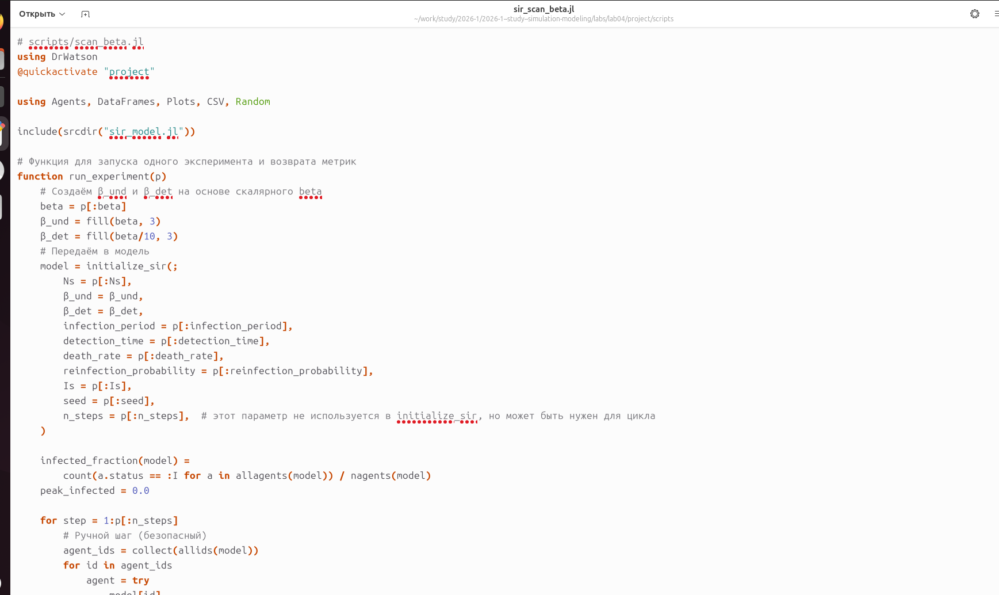 Открыть
sir_scan_beta.jl
~/work/study/2026-1/2026-1--study--simulation-modeling/labs/lab04/project/scripts
# scripts/scan_beta.jl
using DrWatson
@quickactivate "project"
using Agents, DataFrames, Plots, CSV, Random
include(srcdir("sir_model.jl"))
# Функция для запуска одного эксперимента и возврата метрик
function run_experiment(p)
    # Создаём β_und и β_det на основе скалярного beta
    beta = p[:beta]
    β_und = fill(beta, 3)
    β_det = fill(beta/10, 3)
    # Передаём в модель
    model = initialize_sir(;
        Ns = p[:Ns],
        β_und = β_und,
        β_det = β_det,
        infection_period = p[:infection_period],
        detection_time = p[:detection_time],
        death_rate = p[:death_rate],
        reinfection_probability = p[:reinfection_probability],
        Is = p[:Is],
        seed = p[:seed],
        n_steps = p[:n_steps],  # этот параметр не используется в initialize_sir, но может быть нужен для цикла
    )
    infected_fraction(model) =
        count(a.status == :I for a in allagents(model)) / nagents(model)
    peak_infected = 0.0
    for step = 1:p[:n_steps]
        # Ручной шаг (безопасный)
        agent_ids = collect(allids(model))
        for id in agent_ids
            agent = try
                model[id]